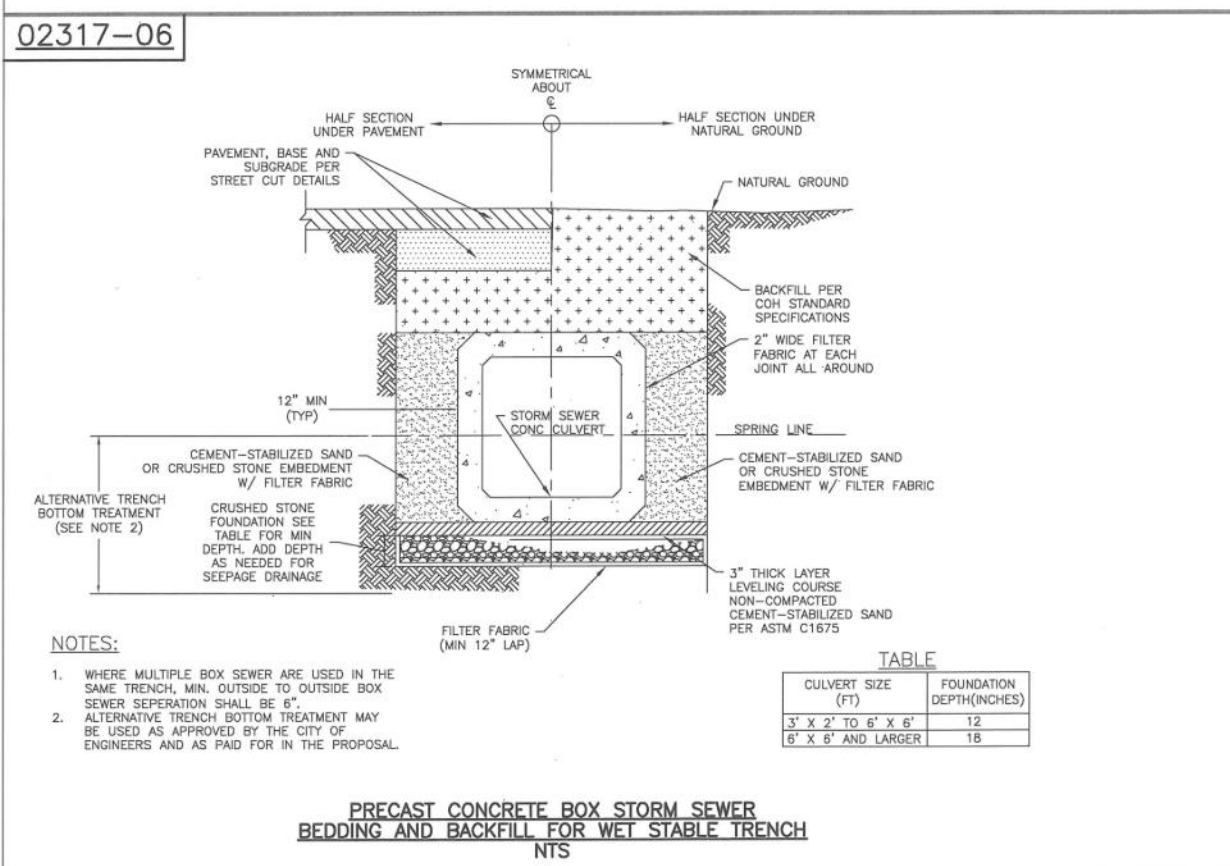 02317-06
SYMMETRICAL
ABOUT
℄
HALF SECTION
UNDER PAVEMENT
HALF SECTION UNDER
NATURAL GROUND
PAVEMENT, BASE AND
SUBGRADE PER
STREET CUT DETAILS
NATURAL GROUND
BACKFILL PER
COH STANDARD
SPECIFICATIONS
2" WIDE FILTER
FABRIC AT EACH
JOINT ALL AROUND
12" MIN
(TYP)
STORM SEWER
CONC CULVERT
SPRING LINE
CEMENT-STABILIZED SAND
OR CRUSHED STONE EMBEDMENT
W/ FILTER FABRIC
CEMENT-STABILIZED SAND
OR CRUSHED STONE
EMBEDMENT W/ FILTER FABRIC
ALTERNATIVE TRENCH
BOTTOM TREATMENT
(SEE NOTE 2)
CRUSHED STONE
FOUNDATION SEE
TABLE FOR MIN
DEPTH. ADD DEPTH
AS NEEDED FOR
SEEPAGE DRAINAGE
3" THICK LAYER
LEVELING COURSE
NON-COMPACTED
CEMENT-STABILIZED SAND
PER ASTM C1675
FILTER FABRIC
(MIN 12" LAP)
NOTES:
1. WHERE MULTIPLE BOX SEWER ARE USED IN THE
SAME TRENCH, MIN. OUTSIDE TO OUTSIDE BOX
SEWER SEPERATION SHALL BE 6".
2. ALTERNATIVE TRENCH BOTTOM TREATMENT MAY
BE USED AS APPROVED BY THE CITY OF
ENGINEERS AND AS PAID FOR IN THE PROPOSAL.
TABLE
CULVERT SIZE (FT) FOUNDATION DEPTH(INCHES)
3' X 2' TO 6' X 6' 12
6' X 6' AND LARGER 18
PRECAST CONCRETE BOX STORM SEWER
BEDDING AND BACKFILL FOR WET STABLE TRENCH
NTS